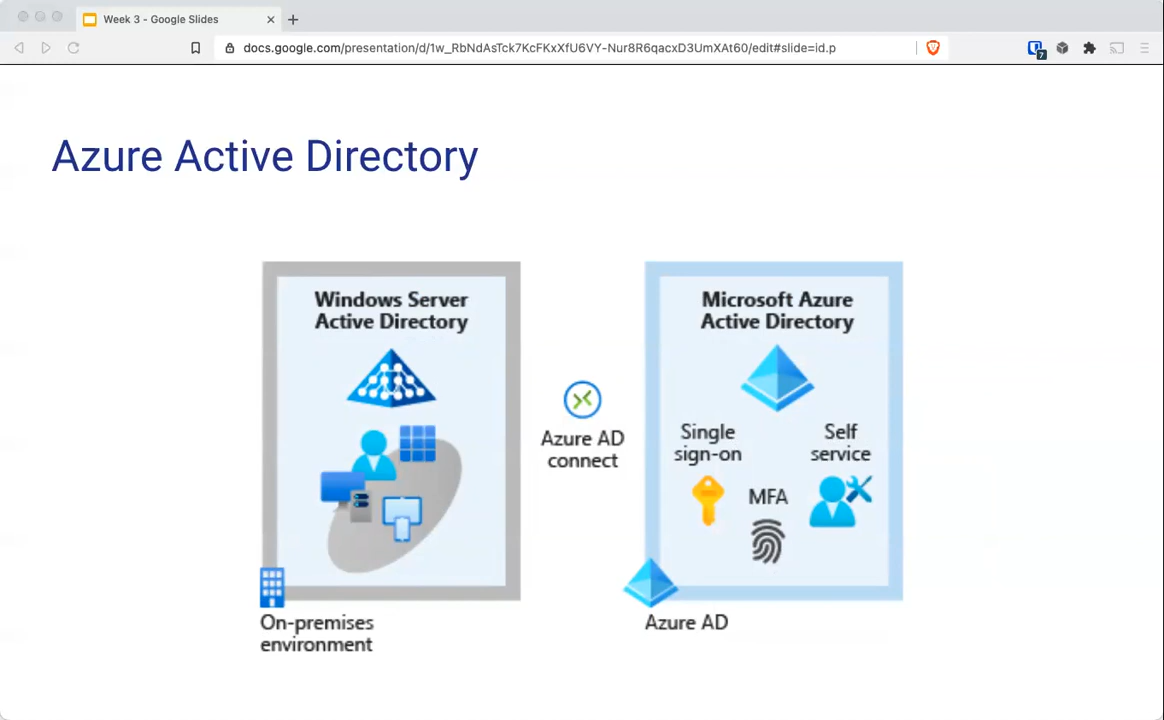 Week 3 - Google Slides
docs.google.com/presentation/d/1w_RbNdAsTck7KcFKxXfU6VY-Nur8R6qacxD3UmXAt60/edit#slide=id.p
7
Azure Active Directory
Windows Server
Active Directory
On-premises
environment
Azure AD
connect
Microsoft Azure
Active Directory
Single
sign-on
MFA
Self
service
Azure AD